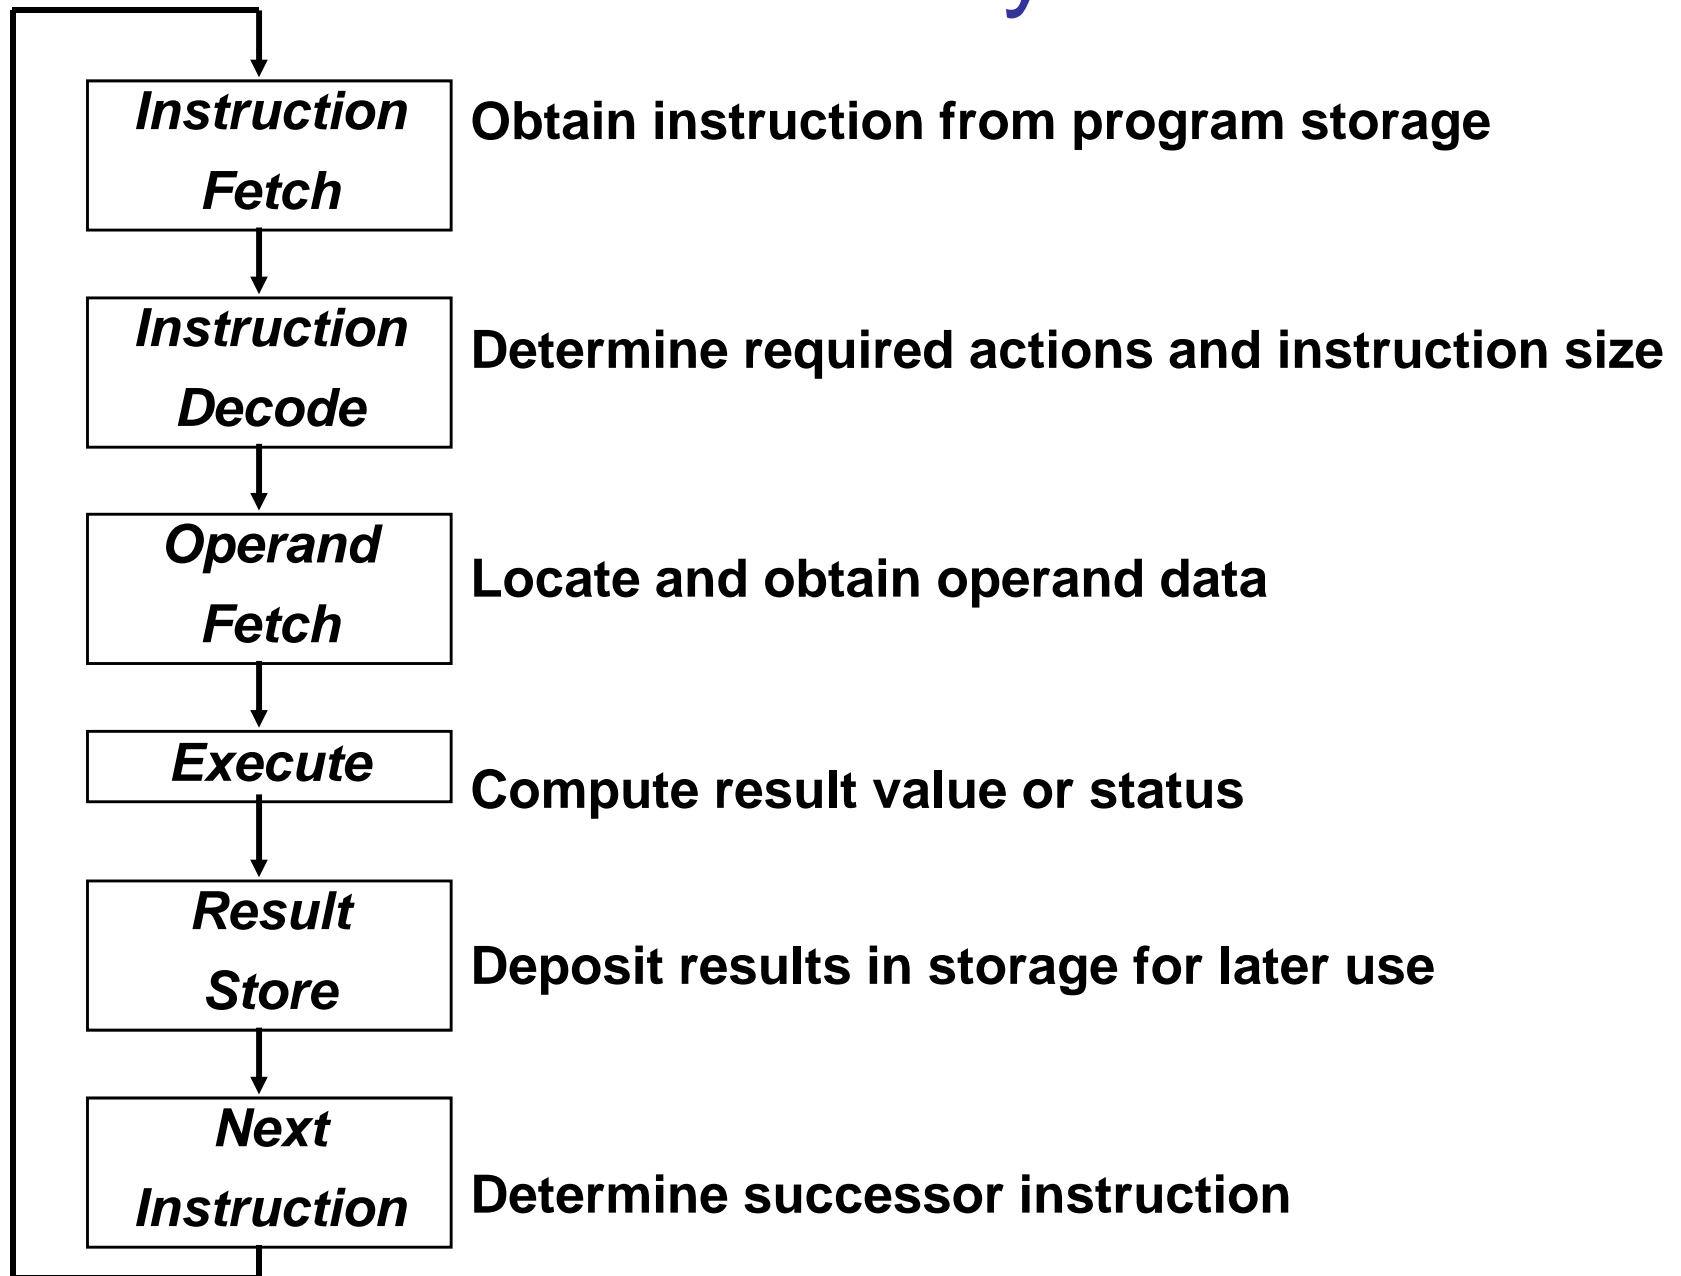 Instruction
Fetch
Obtain instruction from program storage
Instruction
Decode
Determine required actions and instruction size
Operand
Fetch
Locate and obtain operand data
Execute
Compute result value or status
Result
Store
Deposit results in storage for later use
Next
Instruction
Determine successor instruction